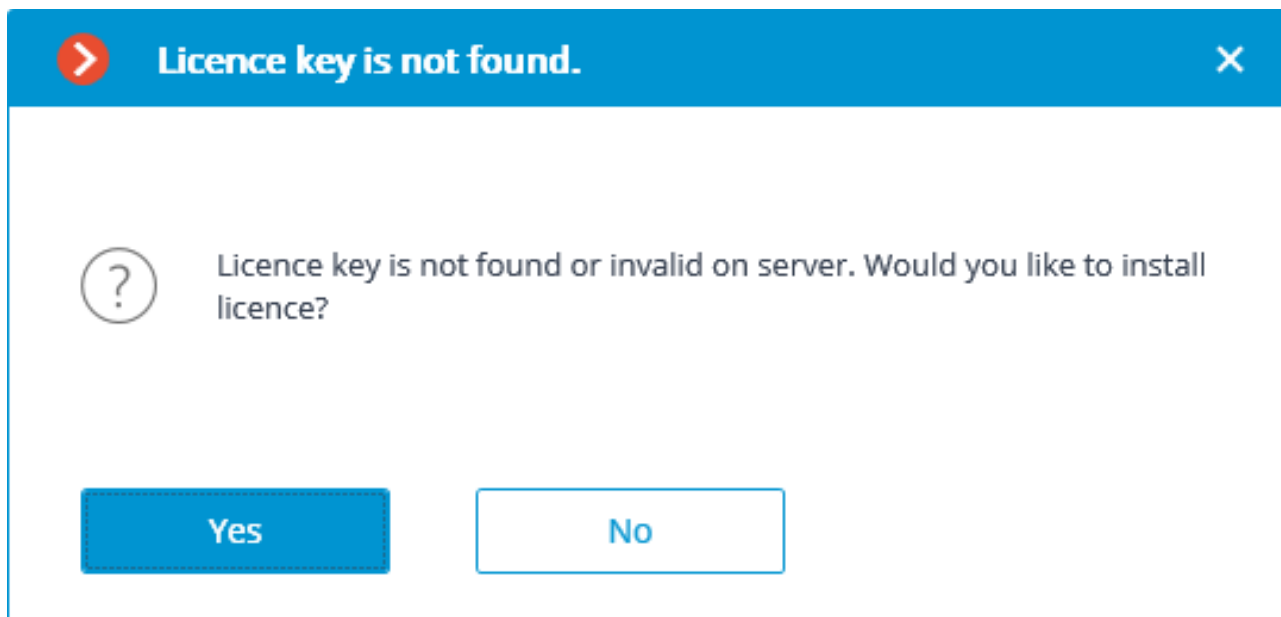 Licence key is not found.
Licence key is not found or invalid on server. Would you like to install
licence?
Yes
No